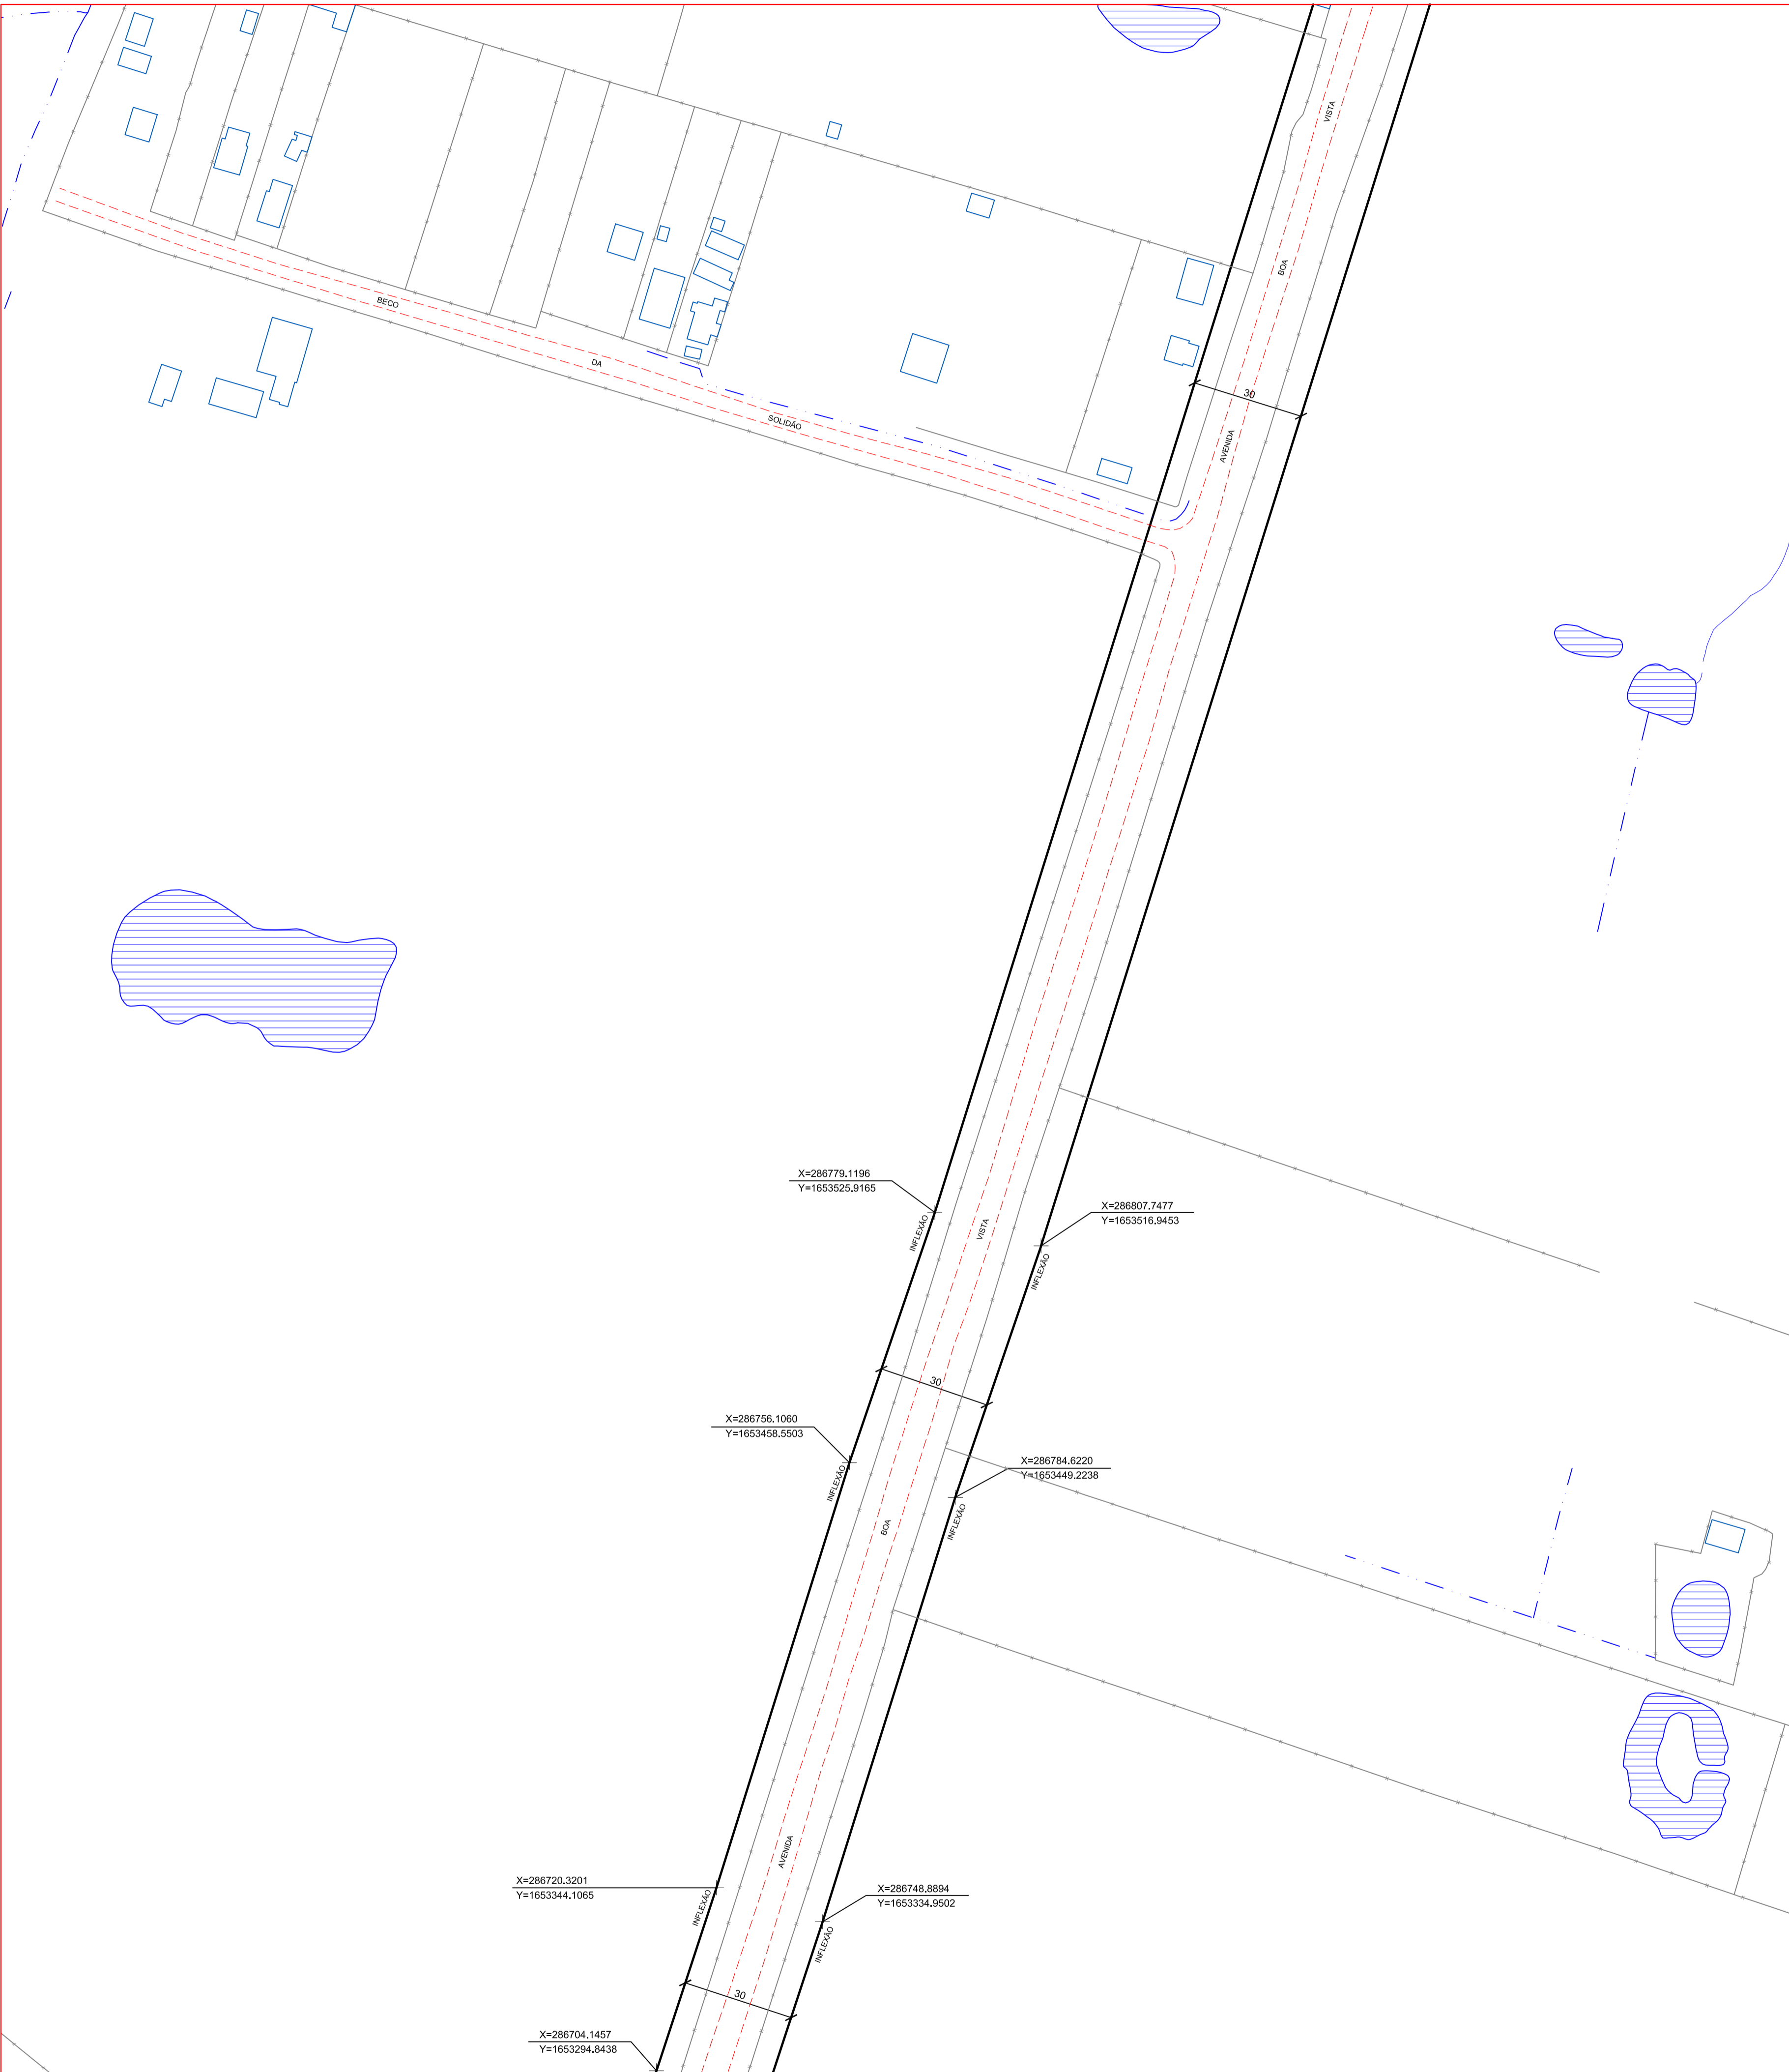 VISTA
BOA
BECO
DA
SOLIDÃO
30
AVENIDA
X=286779.1196
Y=1653525.9165
INFLEXÃO
VISTA
X=286807.7477
Y=1653516.9453
INFLEXÃO
30
X=286756.1060
Y=1653458.5503
INFLEXÃO
X=286784.6220
Y=1653449.2238
INFLEXÃO
BOA
AVENIDA
X=286720.3201
Y=1653344.1065
INFLEXÃO
X=286748.8894
Y=1653334.9502
INFLEXÃO
30
X=286704.1457
Y=1653294.8438